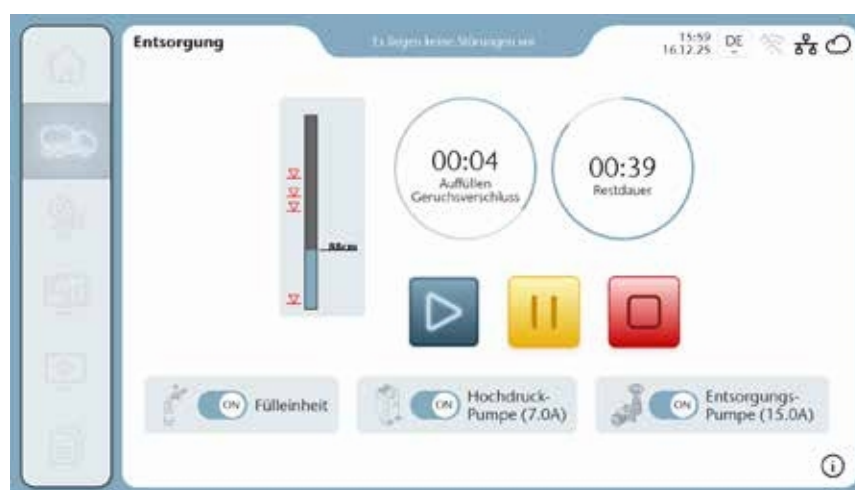 Entsorgung
Es liegen keine Störungen vor
15:59
16.12.25
DE
00:04
Auffüllen
Geruchsverschluss
00:39
Restdauer
88cm
ON
Fülleinheit
ON
Hochdruck-
Pumpe (7.0A)
ON
Entsorgungs-
Pumpe (15.0A)